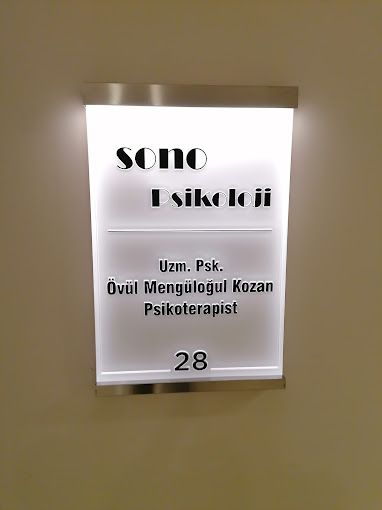 sono
Psikoloji
Uzm. Psk.
Övül Mengüloğul Kozan
Psikoterapist
28